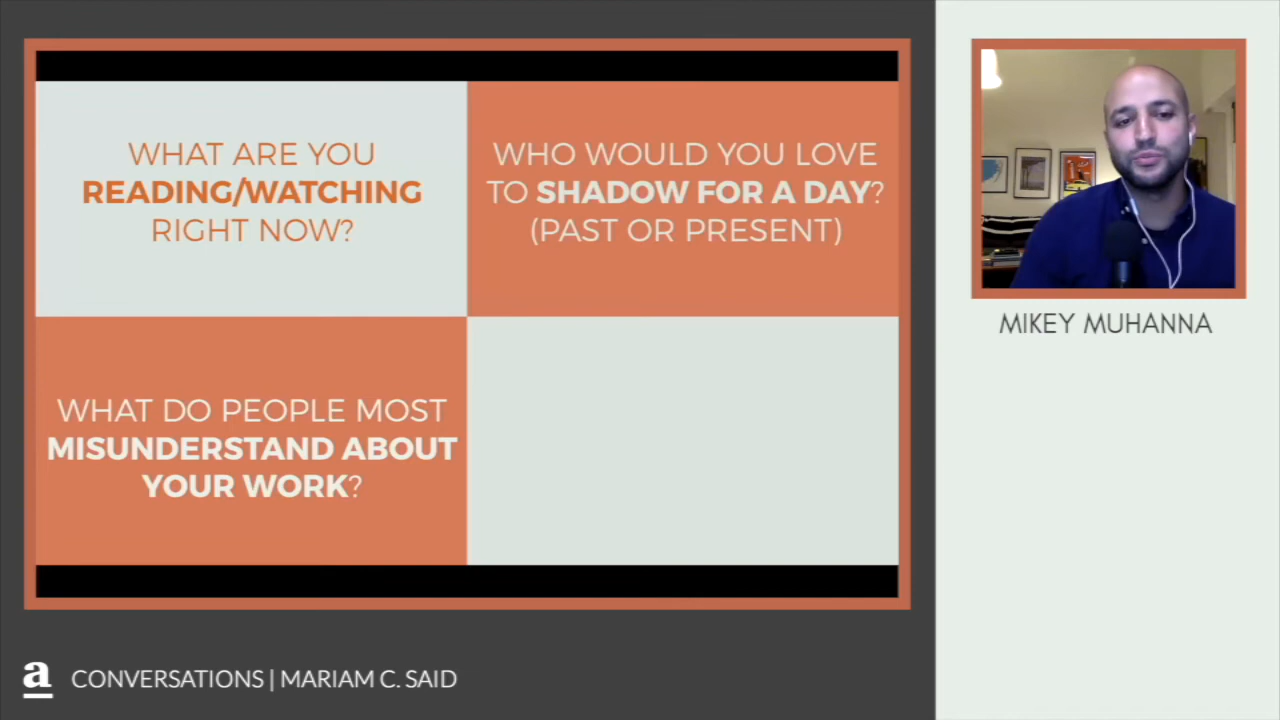 WHAT ARE YOU
READING/WATCHING
RIGHT NOW?
WHO WOULD YOU LOVE
TO SHADOW FOR A DAY?
(PAST OR PRESENT)
WHAT DO PEOPLE MOST
MISUNDERSTAND ABOUT
YOUR WORK?
MIKEY MUHANNA
a
CONVERSATIONS | MARIAM C. SAID